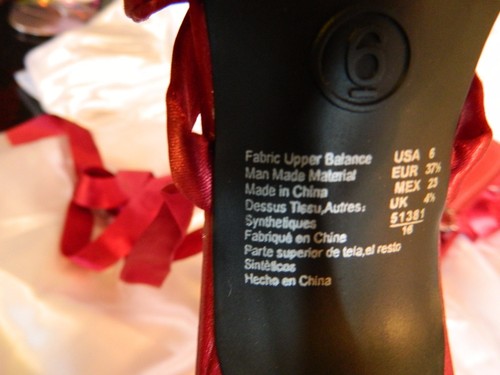 6
Fabric Upper Balance
Man Made Material
Made in China
Dessus Tissu,Autres:
Synthetiques
Fabriqué en Chine
Parte superior de tela,el resto
Sintèticos
Hecho en China
USA 6
EUR 37½
MEX 23
UK 4½
51381
16